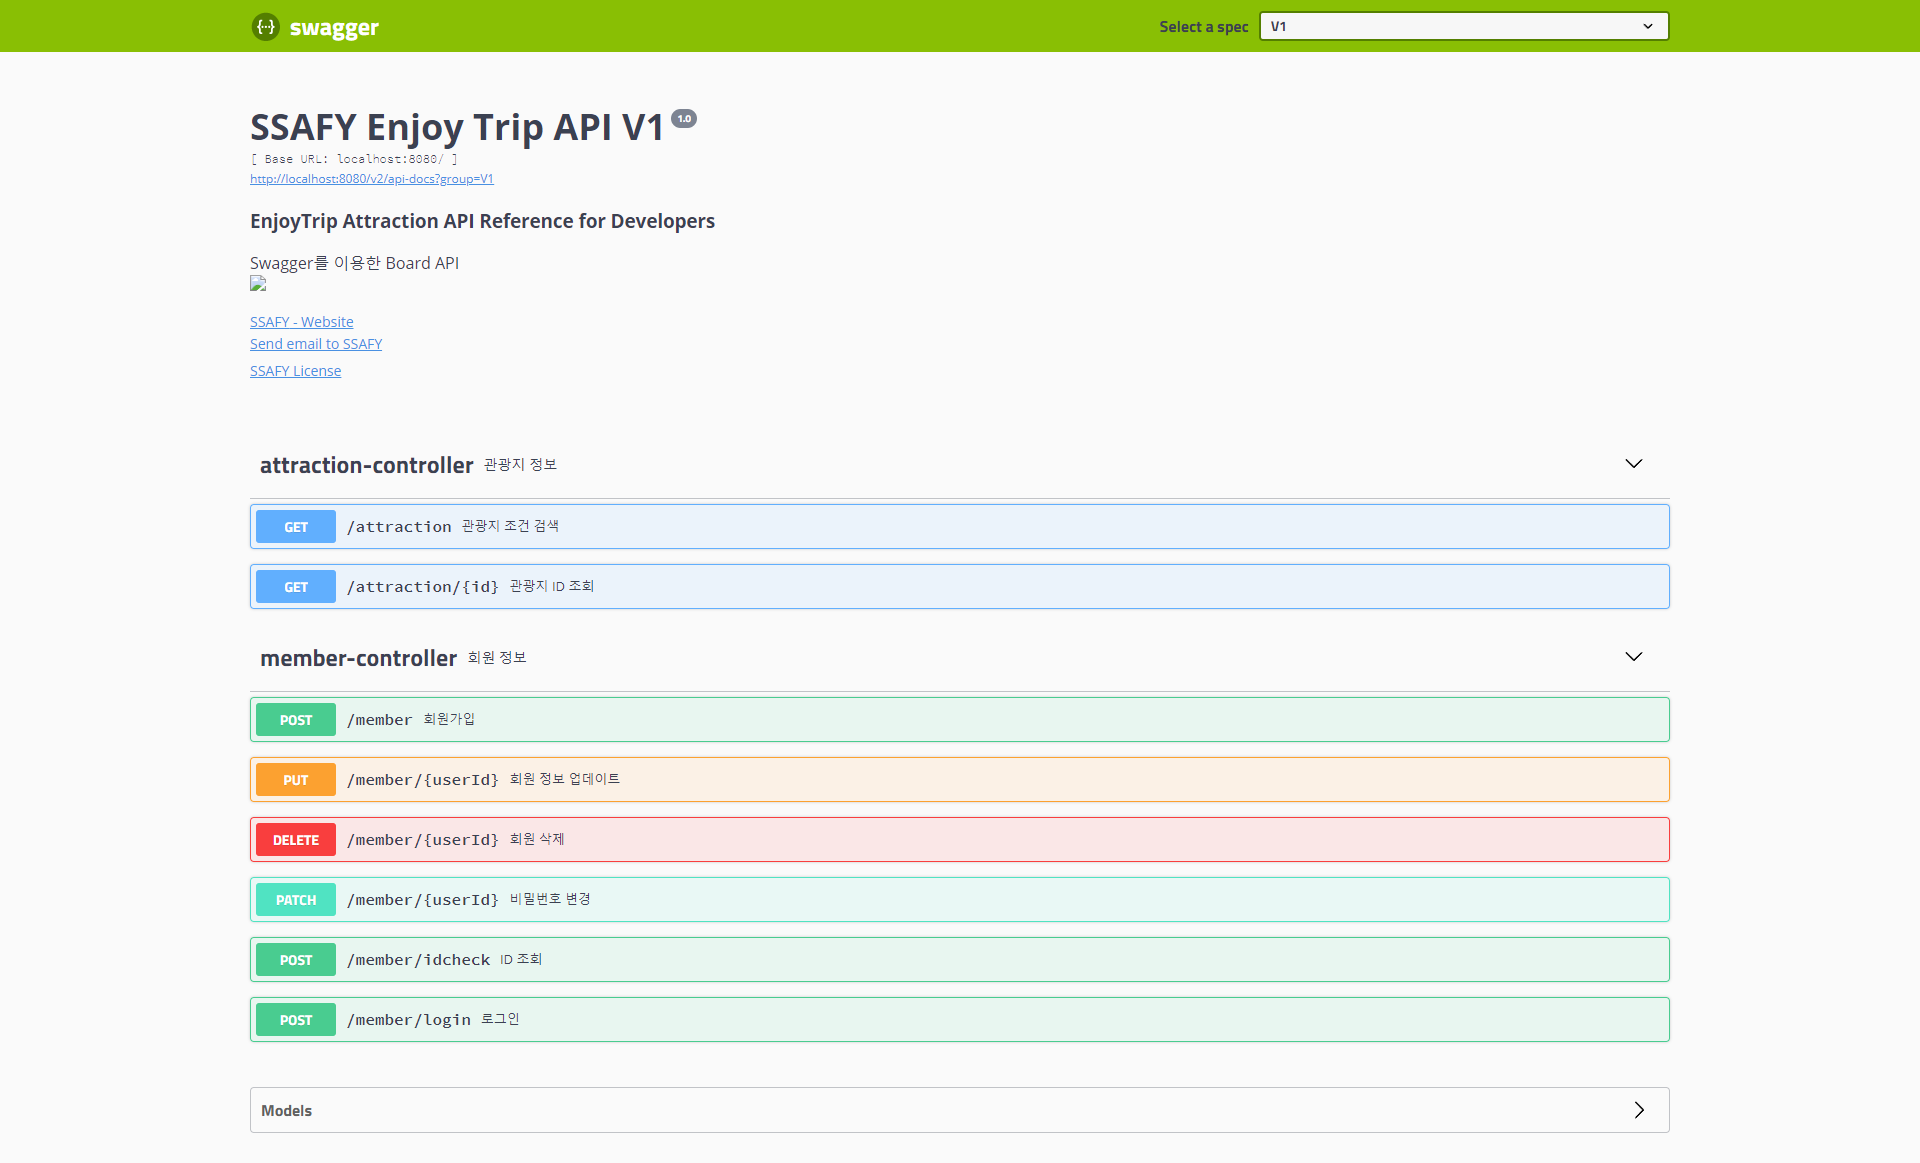 {··} swagger
Select a spec V1
SSAFY Enjoy Trip API V1 1.0
[ Base URL: localhost:8080/ ]
http://localhost:8080/v2/api-docs?group=V1
EnjoyTrip Attraction API Reference for Developers
Swagger를 이용한 Board API
SSAFY - Website
Send email to SSAFY
SSAFY License
attraction-controller 관광지 정보
GET /attraction 관광지 조건 검색
GET /attraction/{id} 관광지 ID 조회
member-controller 회원 정보
POST /member 회원가입
PUT /member/{userId} 회원 정보 업데이트
DELETE /member/{userId} 회원 삭제
PATCH /member/{userId} 비밀번호 변경
POST /member/idcheck ID 조회
POST /member/login 로그인
Models